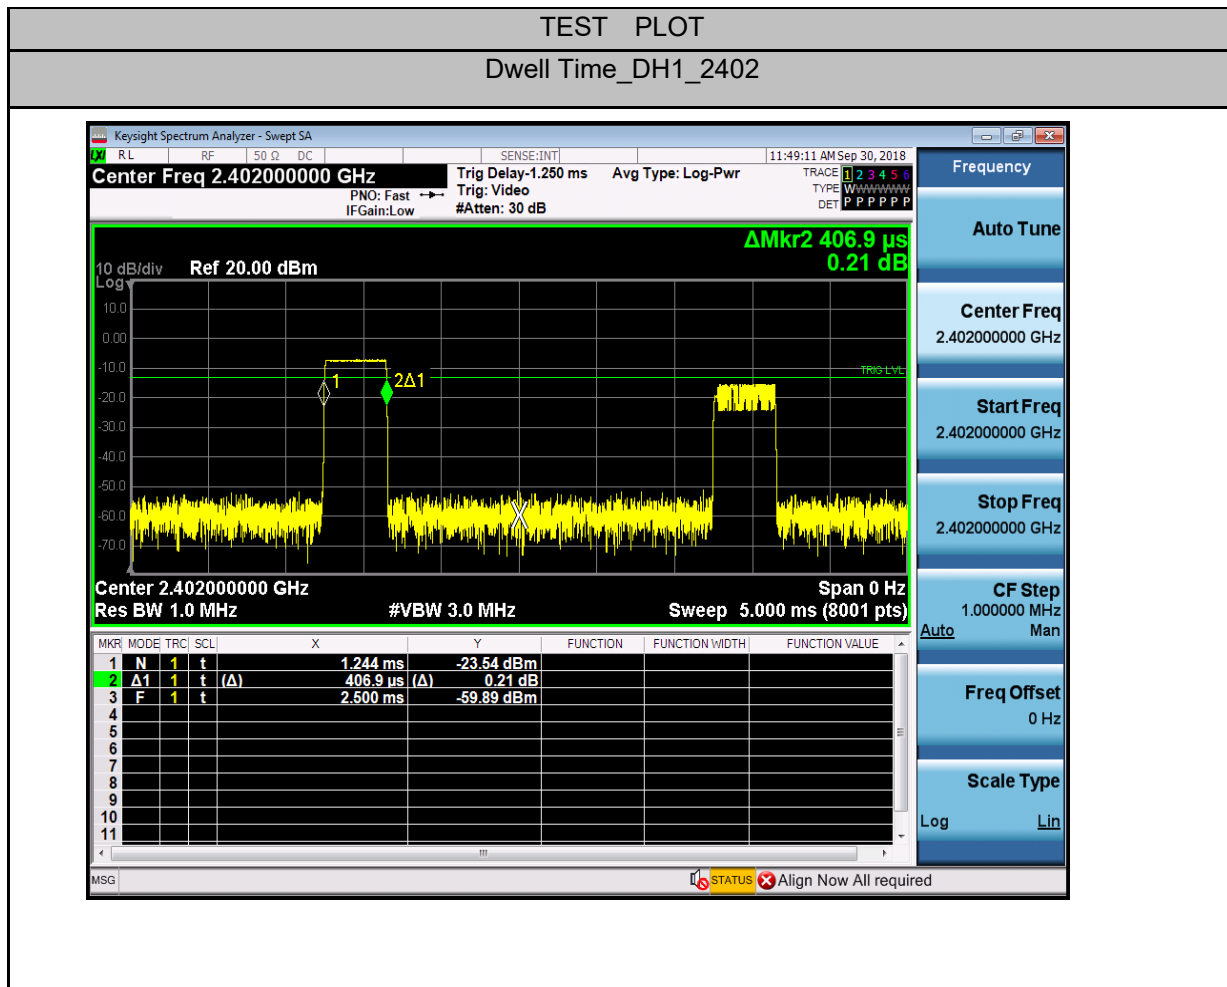 TEST PLOT
Dwell Time_DH1_2402
Keysight Spectrum Analyzer - Swept SA
LXI RL RF 50 Ω DC SENSE:INT 11:49:11 AM Sep 30, 2018
Center Freq 2.402000000 GHz
PNO: Fast
IFGain:Low
Trig Delay-1.250 ms
Trig: Video
#Atten: 30 dB
Avg Type: Log-Pwr
TRACE 1 2 3 4 5 6
TYPE WWWWWW
DET P P P P P P
ΔMkr2 406.9 µs
0.21 dB
10 dB/div Ref 20.00 dBm
Log
10.0
0.00
-10.0
-20.0
-30.0
-40.0
-50.0
-60.0
-70.0
1
2Δ1
TRIG LVL
X
Center 2.402000000 GHz Span 0 Hz
Res BW 1.0 MHz #VBW 3.0 MHz Sweep 5.000 ms (8001 pts)
MKR MODE TRC SCL X Y FUNCTION FUNCTION WIDTH FUNCTION VALUE
1 N 1 t 1.244 ms -23.54 dBm
2 Δ1 1 t (Δ) 406.9 µs (Δ) 0.21 dB
3 F 1 t 2.500 ms -59.89 dBm
4
5
6
7
8
9
10
11
MSG STATUS Align Now All required
Frequency
Auto Tune
Center Freq
2.402000000 GHz
Start Freq
2.402000000 GHz
Stop Freq
2.402000000 GHz
CF Step
1.000000 MHz
Auto Man
Freq Offset
0 Hz
Scale Type
Log Lin